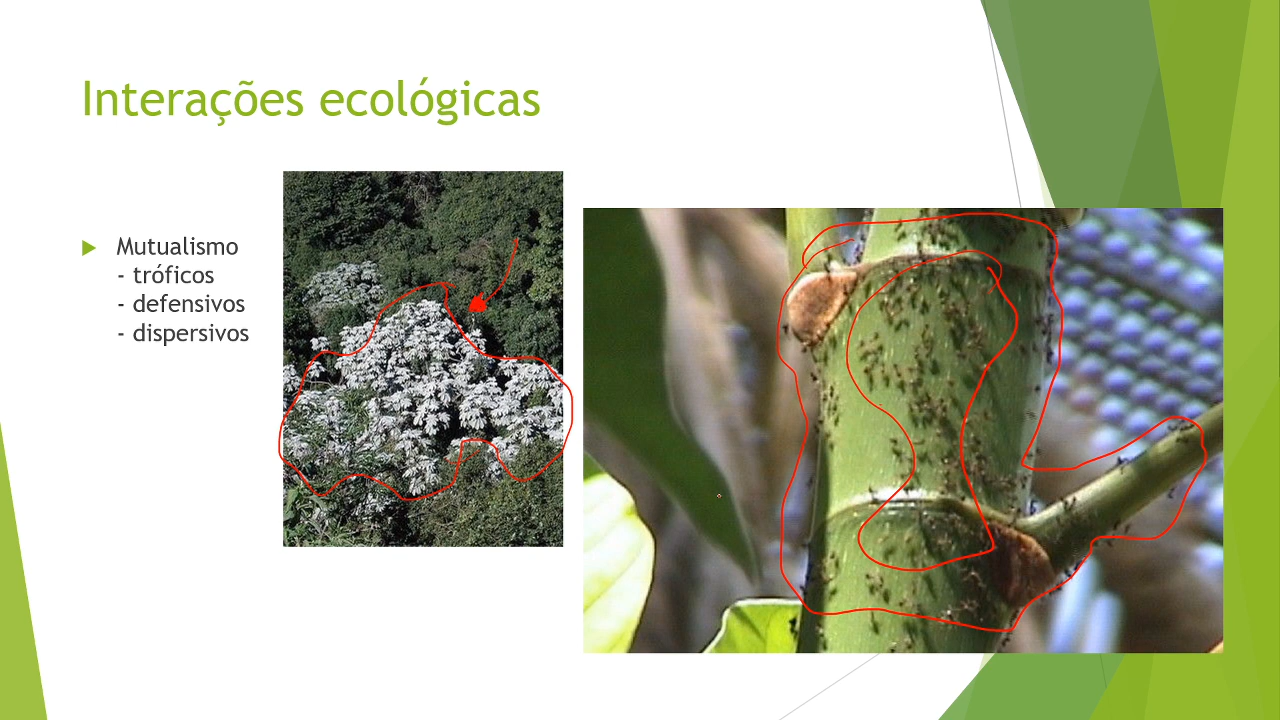 Interações ecológicas
Mutualismo
- tróficos
- defensivos
- dispersivos